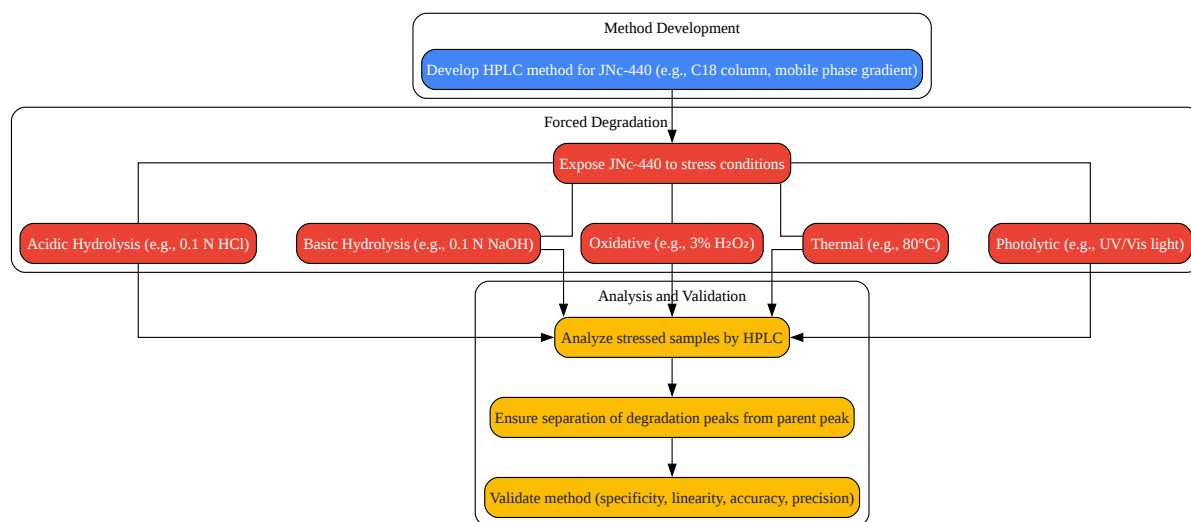 Method Development
Develop HPLC method for JNc-440 (e.g., C18 column, mobile phase gradient)
Forced Degradation
Expose JNc-440 to stress conditions
Acidic Hydrolysis (e.g., 0.1 N HCl)
Basic Hydrolysis (e.g., 0.1 N NaOH)
Oxidative (e.g., 3% H₂O₂)
Thermal (e.g., 80°C)
Photolytic (e.g., UV/Vis light)
Analysis and Validation
Analyze stressed samples by HPLC
Ensure separation of degradation peaks from parent peak
Validate method (specificity, linearity, accuracy, precision)